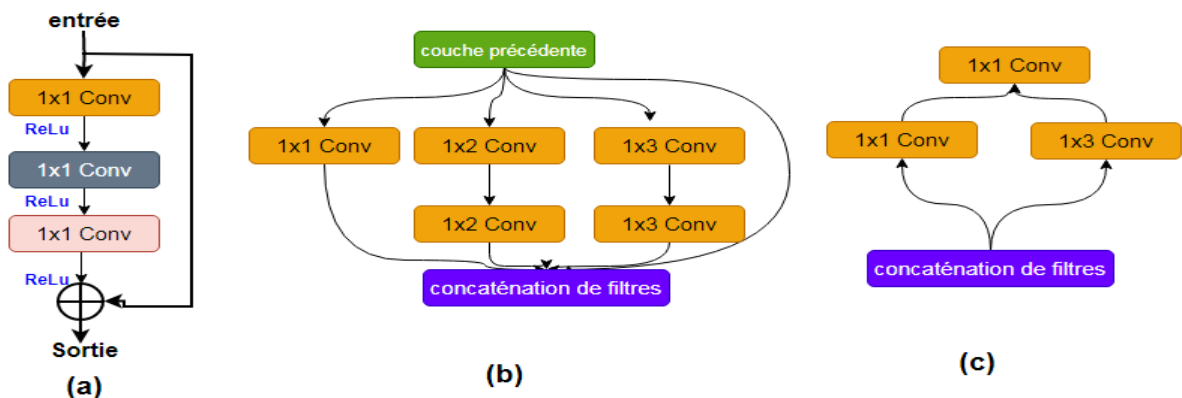 entrée
1x1 Conv
ReLu
1x1 Conv
ReLu
1x1 Conv
ReLu
Sortie
(a)
couche précédente
1x1 Conv
1x2 Conv
1x3 Conv
1x2 Conv
1x3 Conv
concaténation de filtres
(b)
1x1 Conv
1x1 Conv
1x3 Conv
concaténation de filtres
(c)